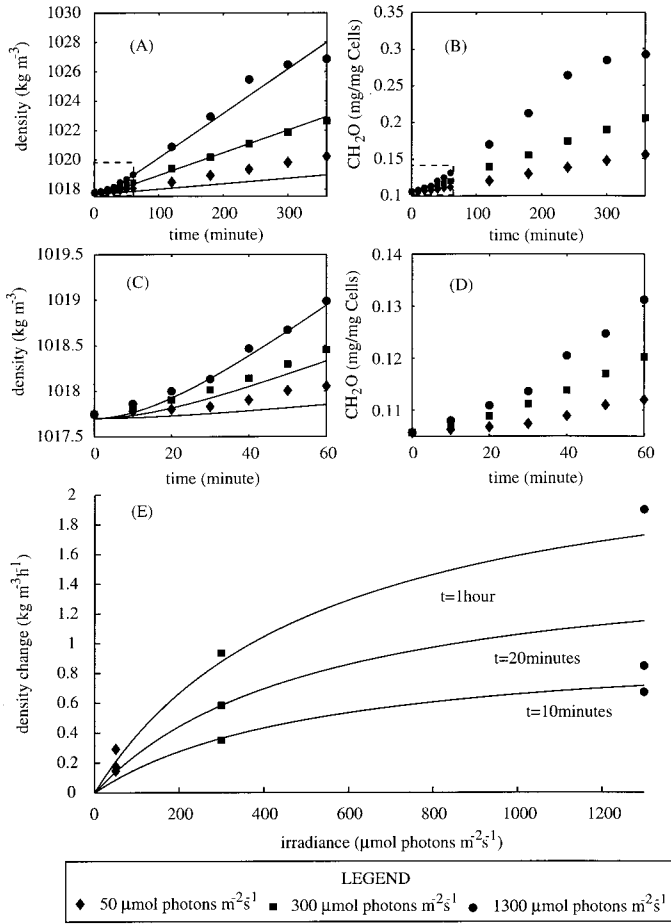 (A)
density (kg m⁻³)
1030
1028
1026
1024
1022
1020
1018
0 100 200 300
time (minute)
(B)
CH₂O (mg/mg Cells)
0.35
0.3
0.25
0.2
0.15
0.1
0 100 200 300
time (minute)
(C)
density (kg m⁻³)
1019.5
1019
1018.5
1018
1017.5
0 20 40 60
time (minute)
(D)
CH₂O (mg/mg Cells)
0.14
0.13
0.12
0.11
0 20 40 60
time (minute)
(E)
density change (kg m⁻³h⁻¹)
2
1.8
1.6
1.4
1.2
1
0.8
0.6
0.4
0.2
0
t=1hour
t=20minutes
t=10minutes
0 200 400 600 800 1000 1200
irradiance (μmol photons m⁻²s⁻¹)
LEGEND
50 μmol photons m⁻²s⁻¹ 300 μmol photons m⁻²s⁻¹ 1300 μmol photons m⁻²s⁻¹